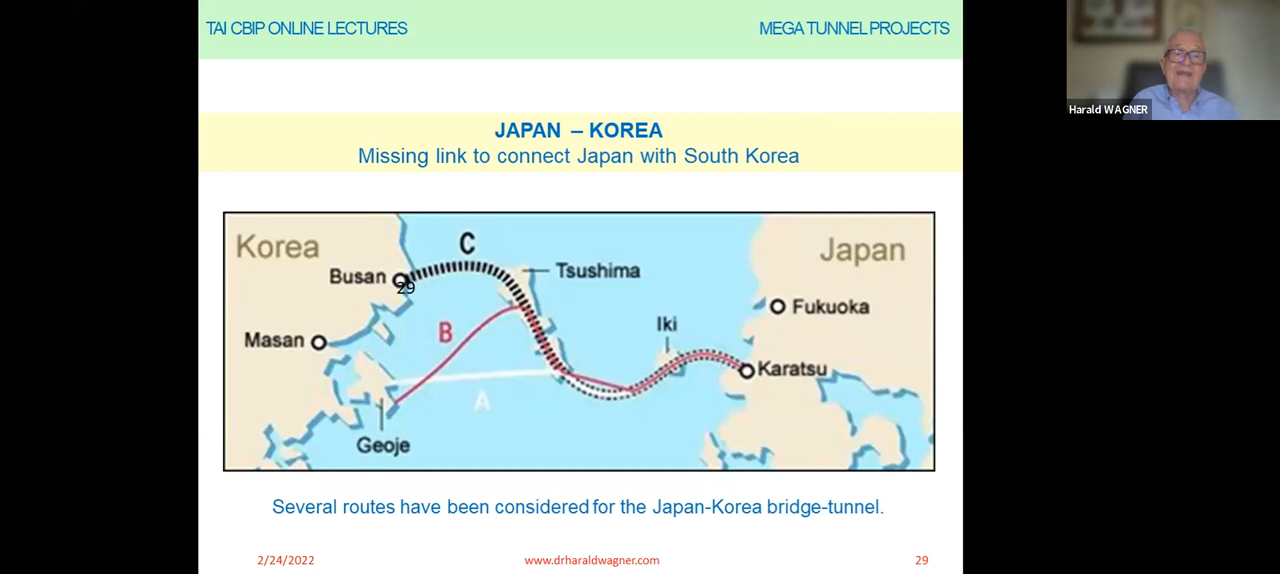 TAI CBIP ONLINE LECTURES
MEGA TUNNEL PROJECTS
Harald WAGNER
JAPAN – KOREA
Missing link to connect Japan with South Korea
Korea
C
Japan
Busan
29
Tsushima
Fukuoka
Masan
B
Iki
Karatsu
A
Geoje
Several routes have been considered for the Japan-Korea bridge-tunnel.
2/24/2022
www.drharaldwagner.com
29